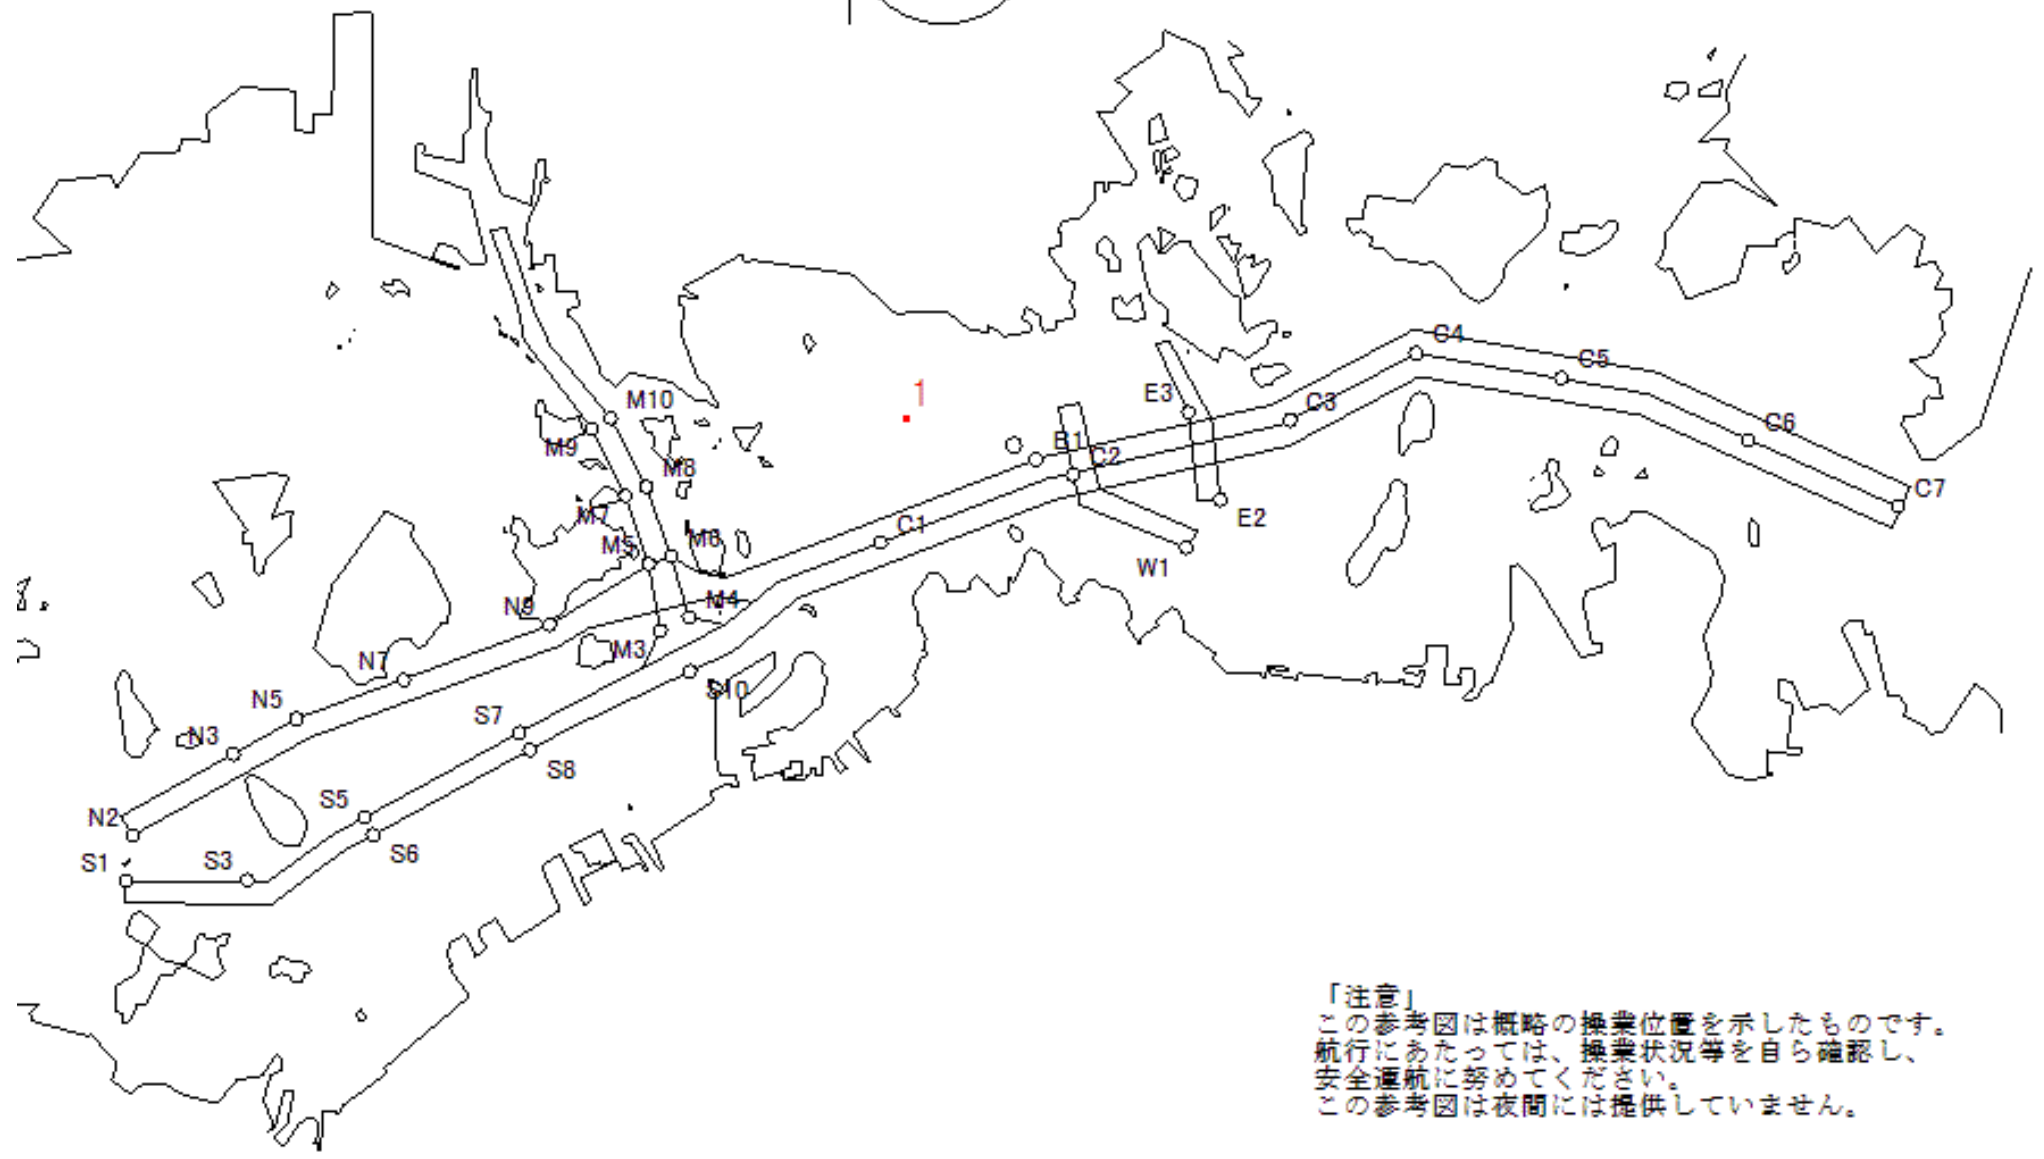 1
C4
C5
M10
E3
C3
C6
M9
B1
C2
M8
C7
M7
E2
C1
M5
M6
W1
N9
M4
M3
N7
S10
N5
S7
N3
S8
S5
N2
S6
S1
S3
「注意」
この参考図は概略の操業位置を示したものです。
航行にあたっては、操業状況等を自ら確認し、
安全運航に努めてください。
この参考図は夜間には提供していません。